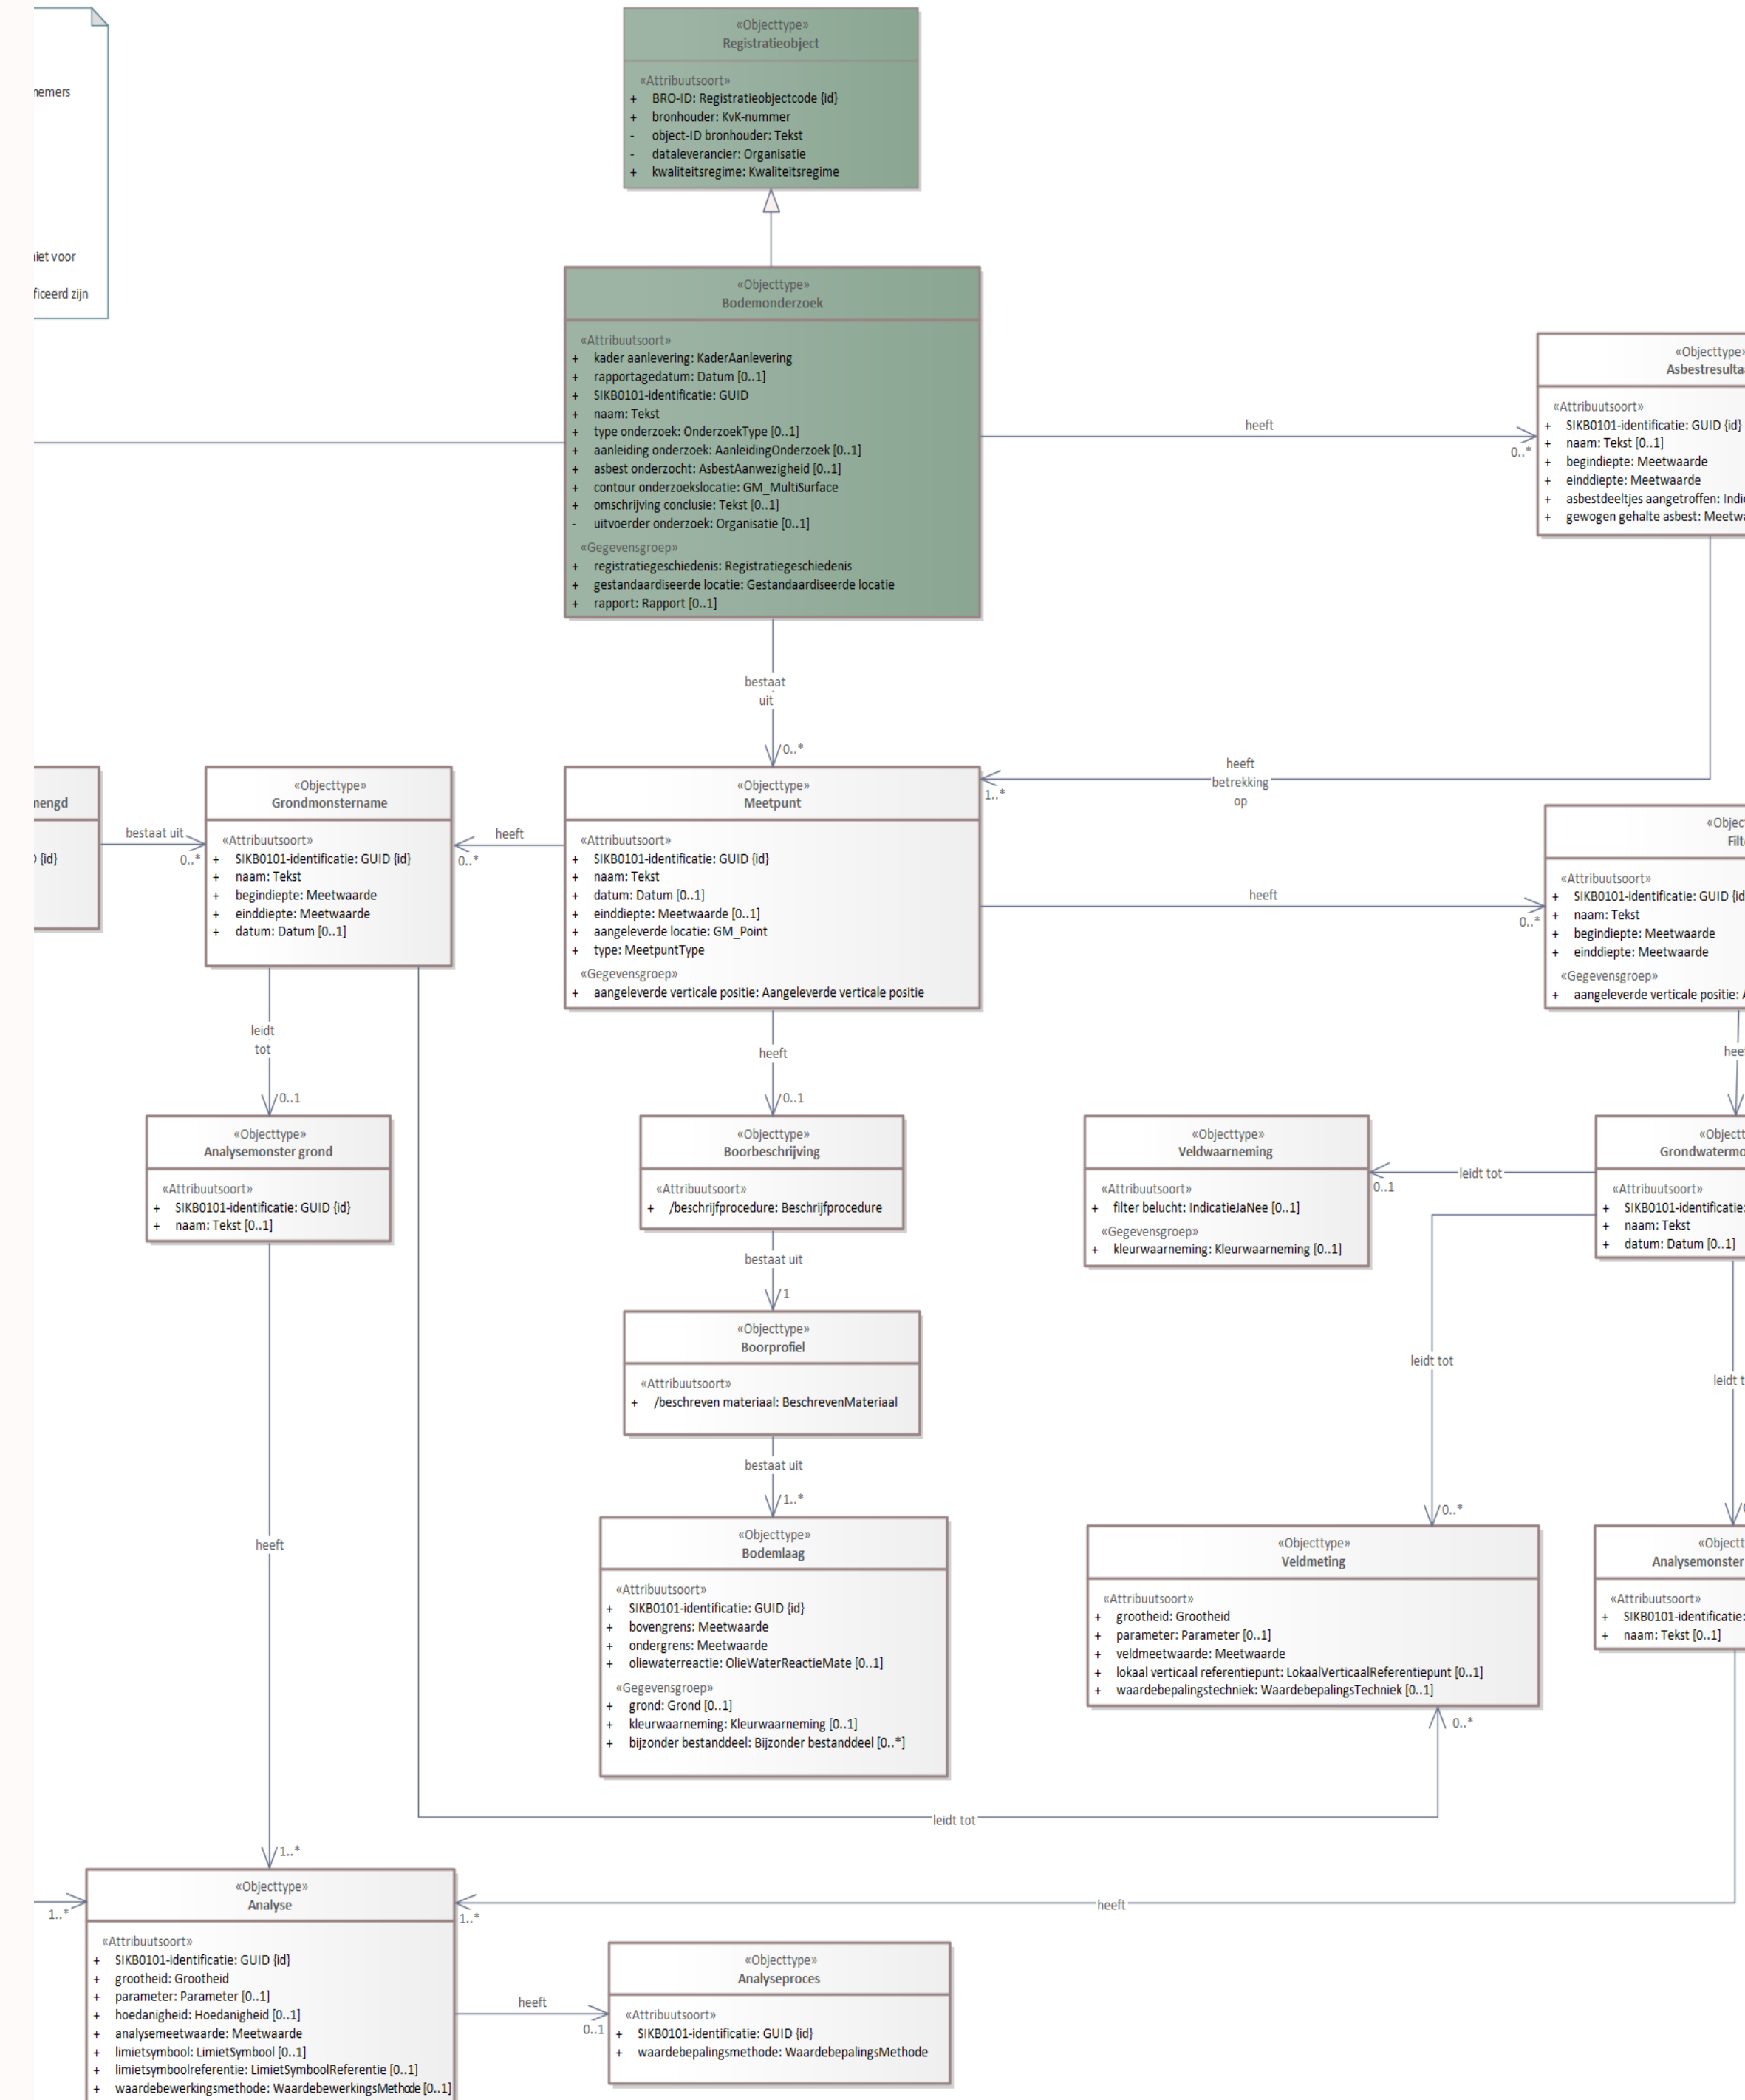 nemers
niet voor
ficeerd zijn
«Objecttype»
Registratieobject
«Attribuutsoort»
+ BRO-ID: Registratieobjectcode {id}
+ bronhouder: KvK-nummer
- object-ID bronhouder: Tekst
- dataleverancier: Organisatie
+ kwaliteitsregime: Kwaliteitsregime
«Objecttype»
Bodemonderzoek
«Attribuutsoort»
+ kader aanlevering: KaderAanlevering
+ rapportagedatum: Datum [0..1]
+ SIKB0101-identificatie: GUID
+ naam: Tekst
+ type onderzoek: OnderzoekType [0..1]
+ aanleiding onderzoek: AanleidingOnderzoek [0..1]
+ asbest onderzocht: AsbestAanwezigheid [0..1]
+ contour onderzoekslocatie: GM_MultiSurface
+ omschrijving conclusie: Tekst [0..1]
- uitvoerder onderzoek: Organisatie [0..1]
«Gegevensgroep»
+ registratiegeschiedenis: Registratiegeschiedenis
+ gestandaardiseerde locatie: Gestandaardiseerde locatie
+ rapport: Rapport [0..1]
heeft
0..*
«Objecttype»
Asbestresultaa
«Attribuutsoort»
+ SIKB0101-identificatie: GUID {id}
+ naam: Tekst [0..1]
+ begindiepte: Meetwaarde
+ einddiepte: Meetwaarde
+ asbestdeeltjes aangetroffen: Indi
+ gewogen gehalte asbest: Meetwa
bestaat
uit
0..*
heeft
betrekking
op
1..*
mengd
{id}
bestaat uit
0..*
«Objecttype»
Grondmonstername
«Attribuutsoort»
+ SIKB0101-identificatie: GUID {id}
+ naam: Tekst
+ begindiepte: Meetwaarde
+ einddiepte: Meetwaarde
+ datum: Datum [0..1]
heeft
0..*
«Objecttype»
Meetpunt
«Attribuutsoort»
+ SIKB0101-identificatie: GUID {id}
+ naam: Tekst
+ datum: Datum [0..1]
+ einddiepte: Meetwaarde [0..1]
+ aangeleverde locatie: GM_Point
+ type: MeetpuntType
«Gegevensgroep»
+ aangeleverde verticale positie: Aangeleverde verticale positie
heeft
0..*
«Objec
Filt
«Attribuutsoort»
+ SIKB0101-identificatie: GUID {id
+ naam: Tekst
+ begindiepte: Meetwaarde
+ einddiepte: Meetwaarde
«Gegevensgroep»
+ aangeleverde verticale positie: A
leidt
tot
0..1
heeft
0..1
hee
«Objecttype»
Analysemonster grond
«Attribuutsoort»
+ SIKB0101-identificatie: GUID {id}
+ naam: Tekst [0..1]
«Objecttype»
Boorbeschrijving
«Attribuutsoort»
+ /beschrijfprocedure: Beschrijfprocedure
«Objecttype»
Veldwaarneming
«Attribuutsoort»
+ filter belucht: IndicatieJaNee [0..1]
«Gegevensgroep»
+ kleurwaarneming: Kleurwaarneming [0..1]
leidt tot
0..1
«Objectt
Grondwatermo
«Attribuutsoort»
+ SIKB0101-identificatie:
+ naam: Tekst
+ datum: Datum [0..1]
bestaat uit
1
«Objecttype»
Boorprofiel
«Attribuutsoort»
+ /beschreven materiaal: BeschrevenMateriaal
leidt tot
0..*
leidt t
bestaat uit
1..*
heeft
1..*
«Objecttype»
Bodemlaag
«Attribuutsoort»
+ SIKB0101-identificatie: GUID {id}
+ bovengrens: Meetwaarde
+ ondergrens: Meetwaarde
+ oliewaterreactie: OlieWaterReactieMate [0..1]
«Gegevensgroep»
+ grond: Grond [0..1]
+ kleurwaarneming: Kleurwaarneming [0..1]
+ bijzonder bestanddeel: Bijzonder bestanddeel [0..*]
«Objecttype»
Veldmeting
«Attribuutsoort»
+ grootheid: Grootheid
+ parameter: Parameter [0..1]
+ veldmeetwaarde: Meetwaarde
+ lokaal verticaal referentiepunt: LokaalVerticaalReferentiepunt [0..1]
+ waardebepalingstechniek: WaardebepalingsTechniek [0..1]
«Objectt
Analysemonster
«Attribuutsoort»
+ SIKB0101-identificatie:
+ naam: Tekst [0..1]
0..*
leidt tot
1..*
«Objecttype»
Analyse
«Attribuutsoort»
+ SIKB0101-identificatie: GUID {id}
+ grootheid: Grootheid
+ parameter: Parameter [0..1]
+ hoedanigheid: Hoedanigheid [0..1]
+ analysemeetwaarde: Meetwaarde
+ limietsymbool: LimietSymbool [0..1]
+ limietsymboolreferentie: LimietSymboolReferentie [0..1]
+ waardebewerkingsmethode: WaardebewerkingsMethode [0..1]
heeft
1..*
heeft
0..1
«Objecttype»
Analyseproces
«Attribuutsoort»
+ SIKB0101-identificatie: GUID {id}
+ waardebepalingsmethode: WaardebepalingsMethode